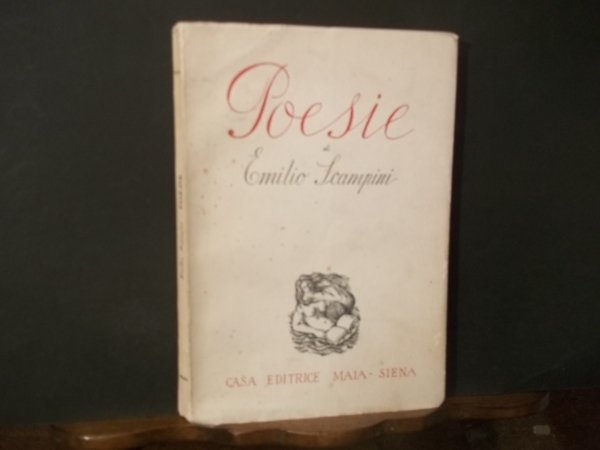 Poesie
di
Emilio Scampini
CASA EDITRICE MAIA - SIENA